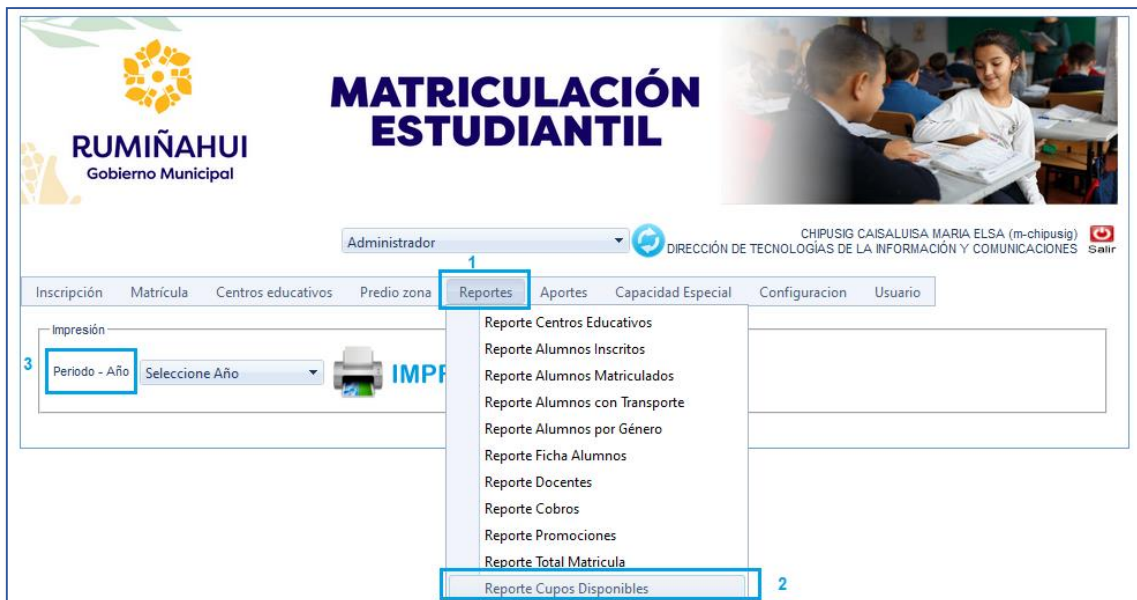 RUMIÑAHUI
Gobierno Municipal
MATRICULACIÓN
ESTUDIANTIL
Administrador
CHIPUSIG CAISALUISA MARIA ELSA (m-chipusig)
DIRECCIÓN DE TECNOLOGÍAS DE LA INFORMACIÓN Y COMUNICACIONES
Salir
1
Inscripción Matrícula Centros educativos Predio zona Reportes Aportes Capacidad Especial Configuracion Usuario
Impresión
3 Periodo - Año Seleccione Año IMPR
Reporte Centros Educativos
Reporte Alumnos Inscritos
Reporte Alumnos Matriculados
Reporte Alumnos con Transporte
Reporte Alumnos por Género
Reporte Ficha Alumnos
Reporte Docentes
Reporte Cobros
Reporte Promociones
Reporte Total Matricula
Reporte Cupos Disponibles 2